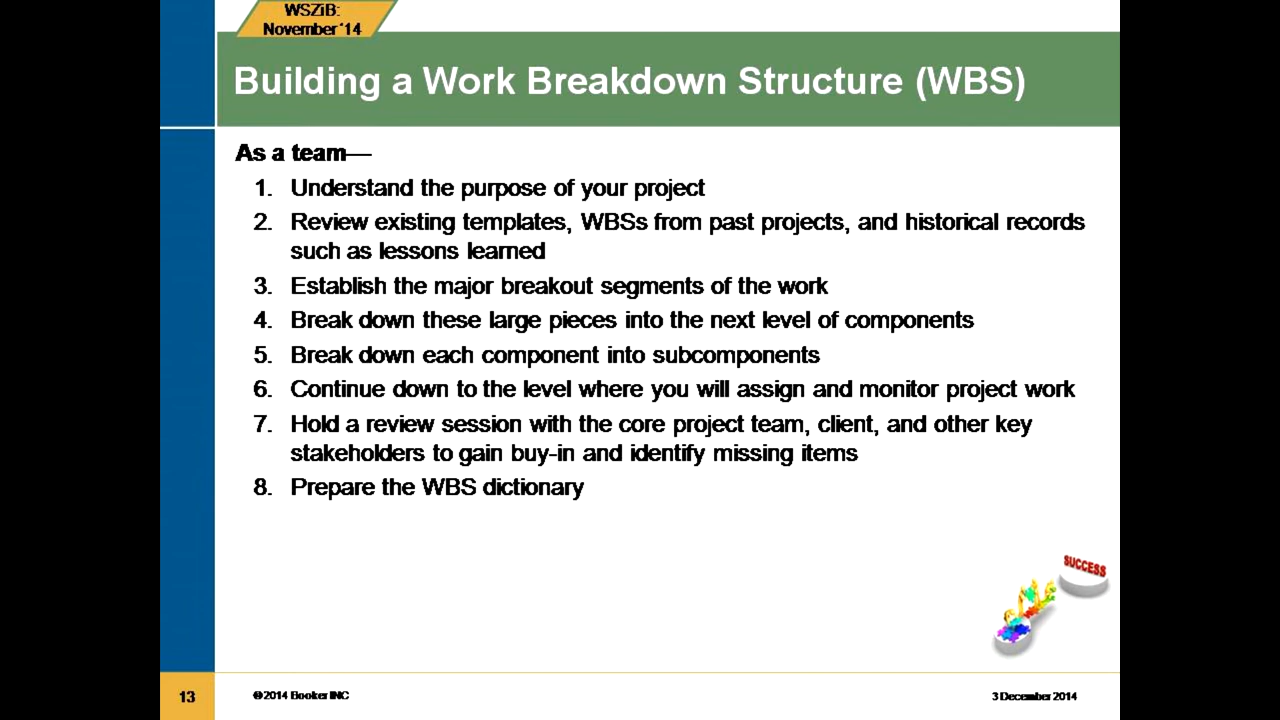 WSZiB:
November '14
Building a Work Breakdown Structure (WBS)
As a team—
1. Understand the purpose of your project
2. Review existing templates, WBSs from past projects, and historical records
such as lessons learned
3. Establish the major breakout segments of the work
4. Break down these large pieces into the next level of components
5. Break down each component into subcomponents
6. Continue down to the level where you will assign and monitor project work
7. Hold a review session with the core project team, client, and other key
stakeholders to gain buy-in and identify missing items
8. Prepare the WBS dictionary
SUCCESS
13
© 2014 Booker INC
3 December 2014